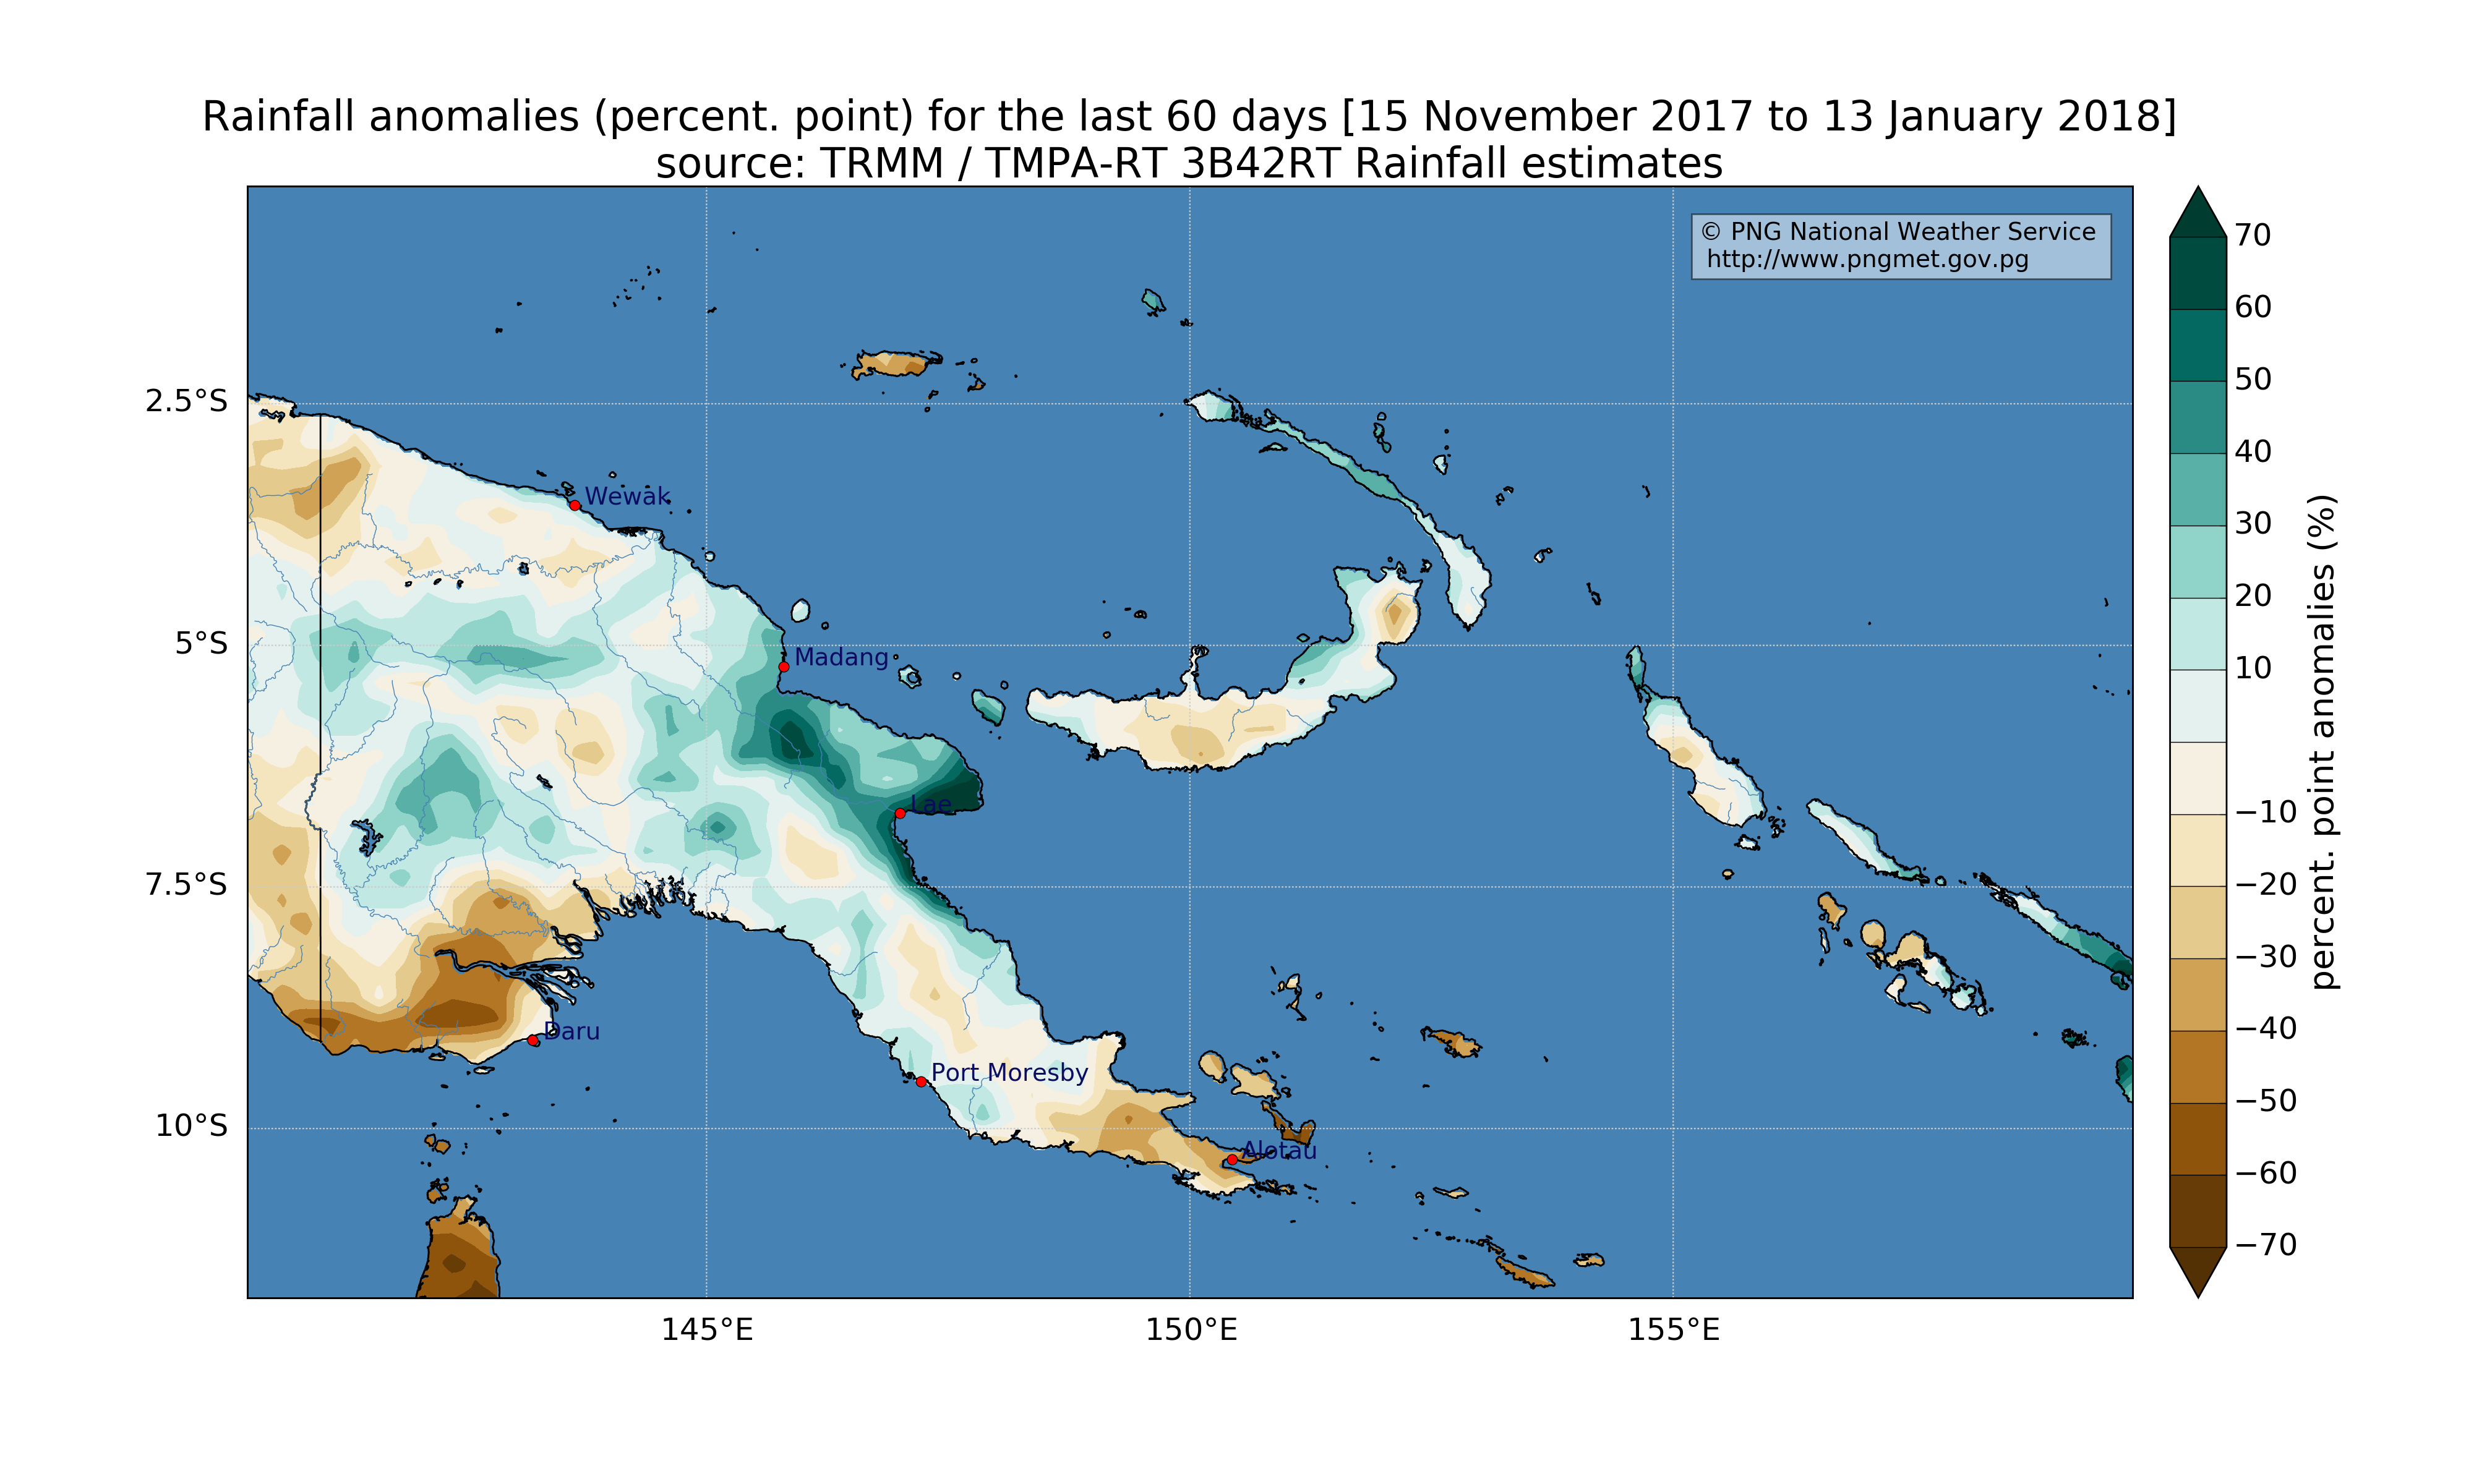 Rainfall anomalies (percent. point) for the last 60 days [15 November 2017 to 13 January 2018]
source: TRMM / TMPA-RT 3B42RT Rainfall estimates
© PNG National Weather Service
http://www.pngmet.gov.pg
2.5°S
5°S
7.5°S
10°S
Wewak
Madang
Lae
Daru
Port Moresby
Alotau
145°E
150°E
155°E
70
60
50
40
30
20
10
−10
−20
−30
−40
−50
−60
−70
percent. point anomalies (%)